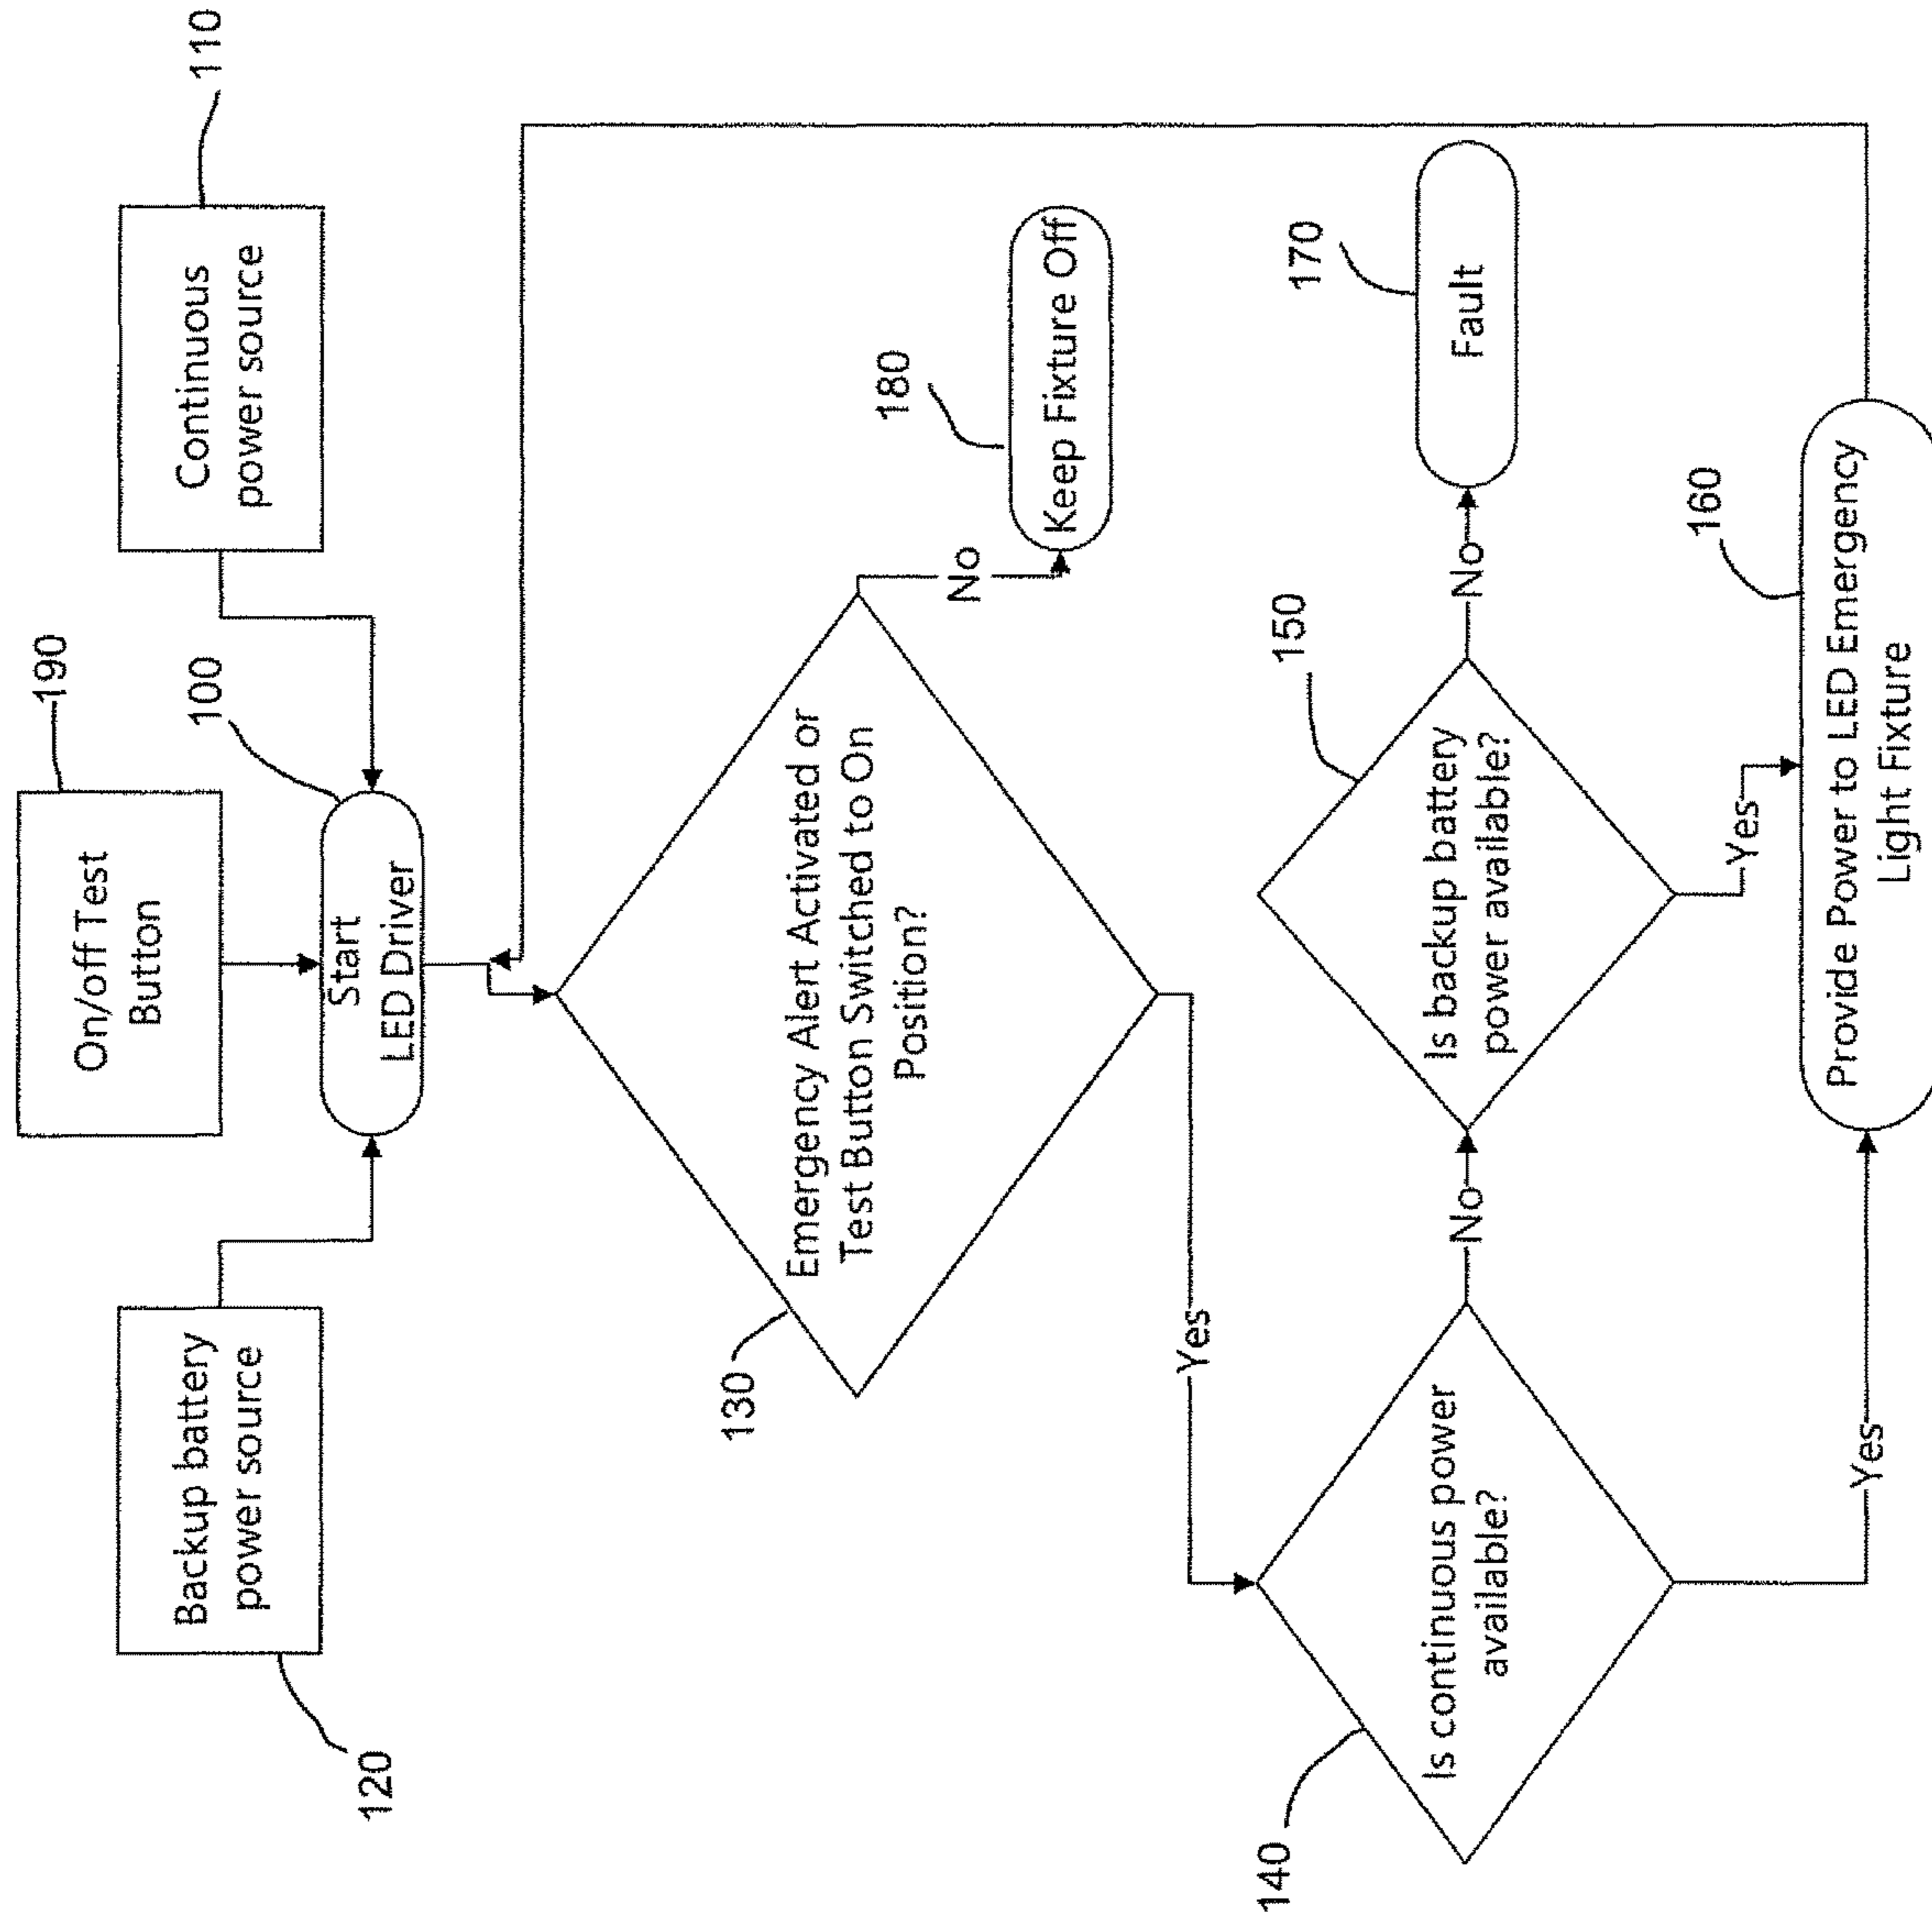 190
On/off Test
Button
Backup battery
power source
120
Continuous
power source
110
100
Start
LED Driver
130
Emergency Alert Activated or
Test Button Switched to On
Position?
No
180
Keep Fixture Off
Yes
140
Is continuous power
available?
No
150
Is backup battery
power available?
No
170
Fault
Yes
Yes
160
Provide Power to LED Emergency
Light Fixture